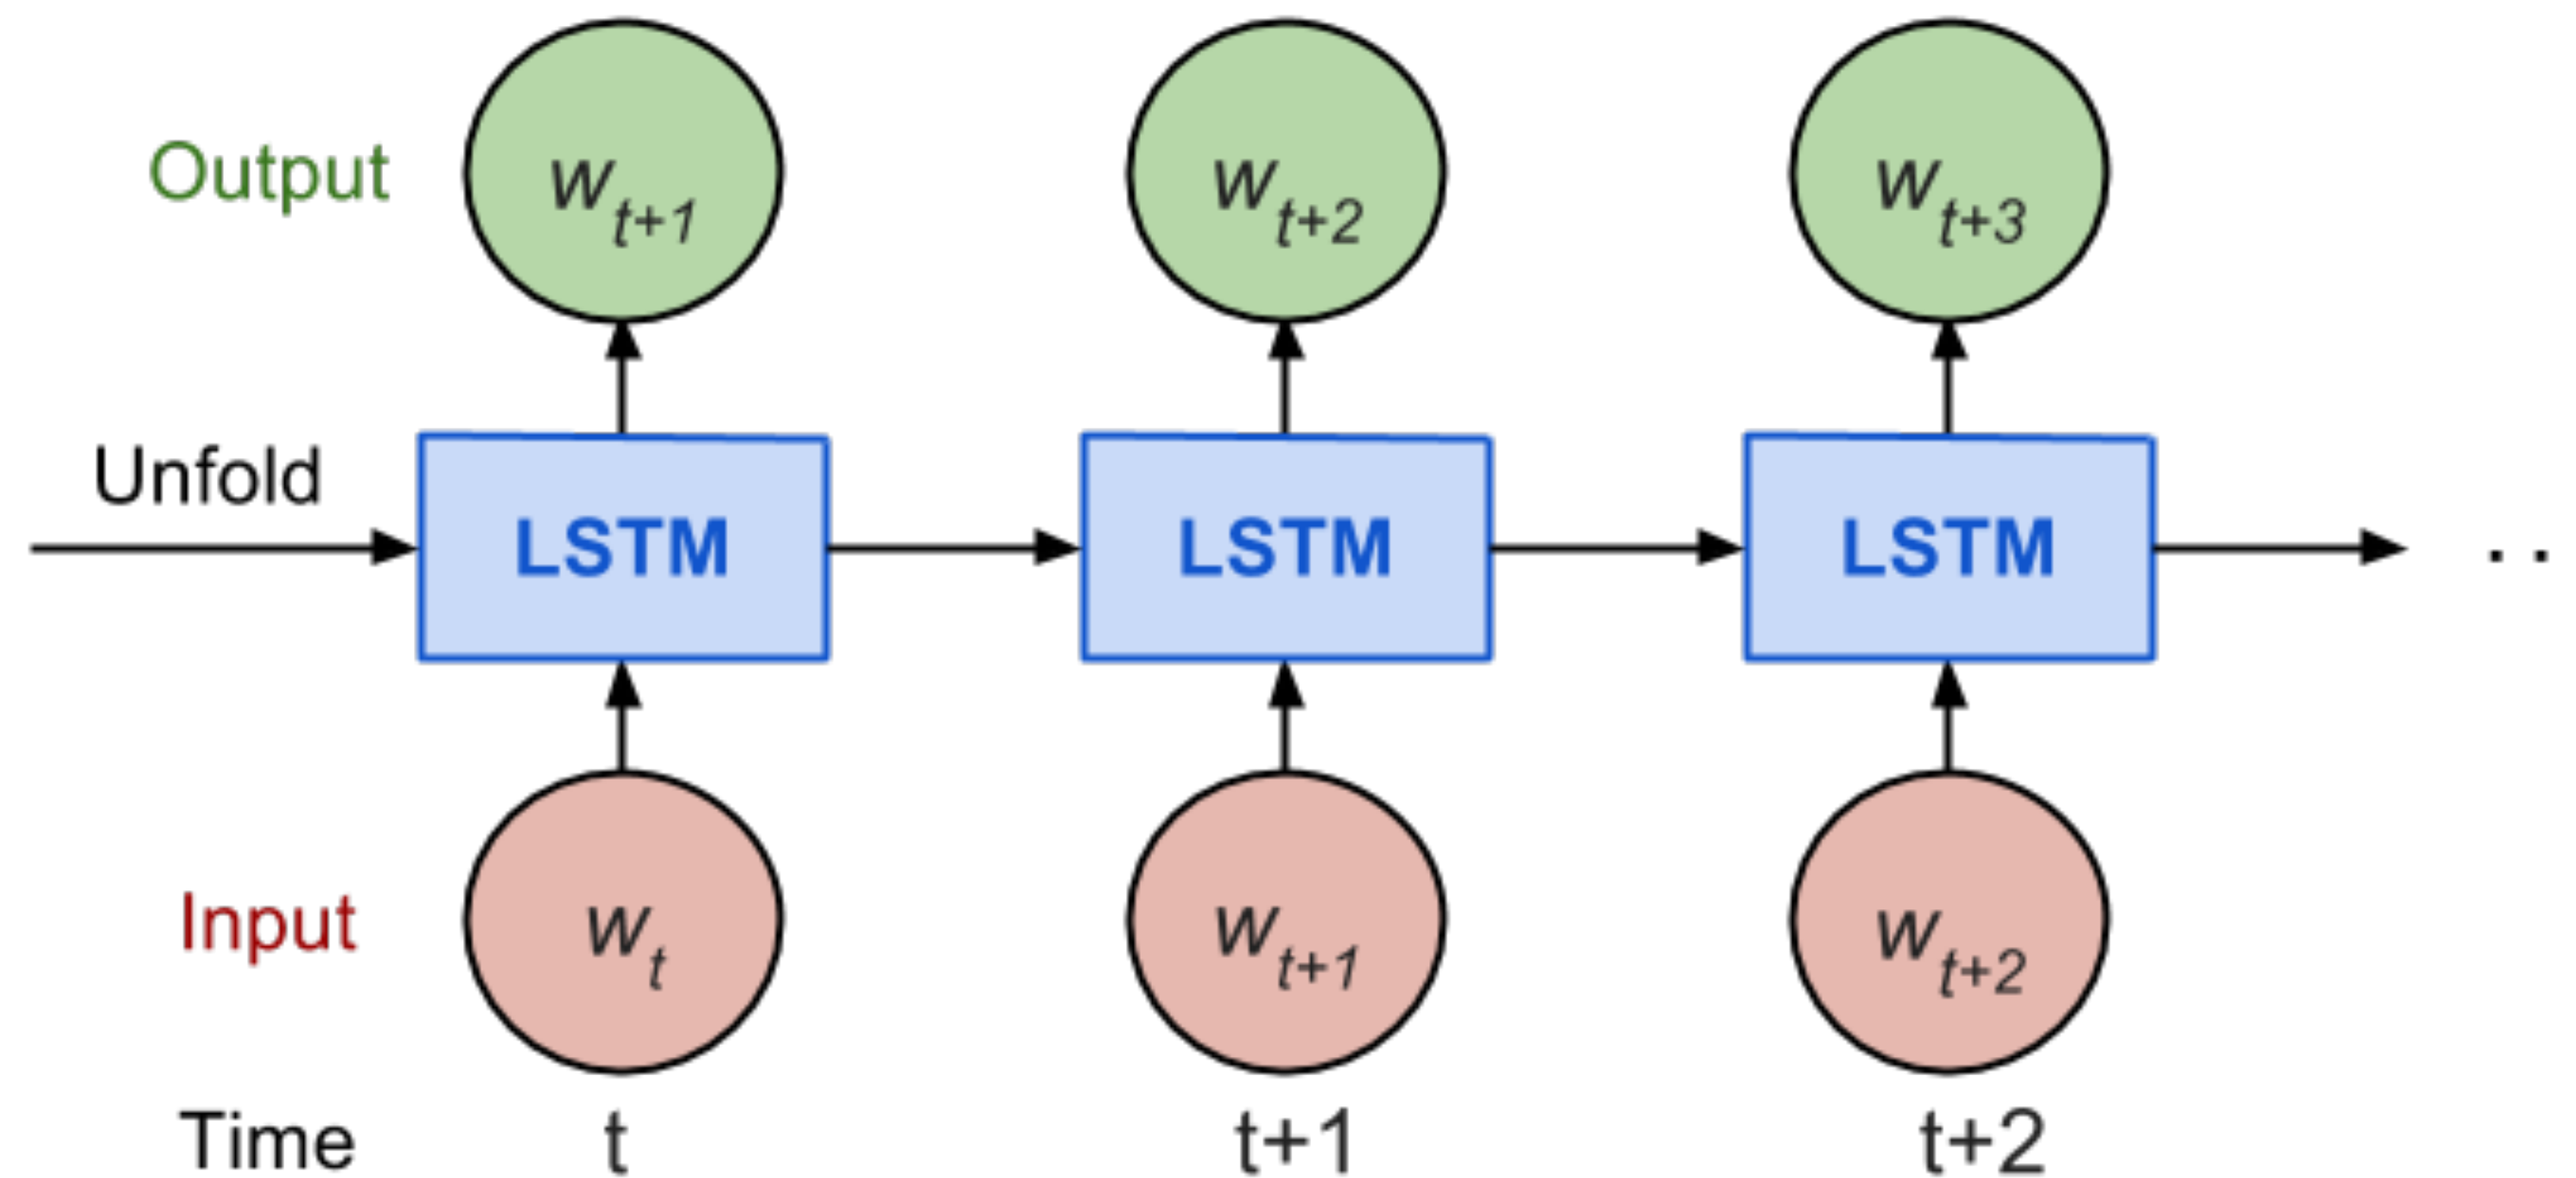 Output w t+1 w t+2 w t+3
Unfold
LSTM LSTM LSTM . .
Input w t w t+1 w t+2
Time t t+1 t+2